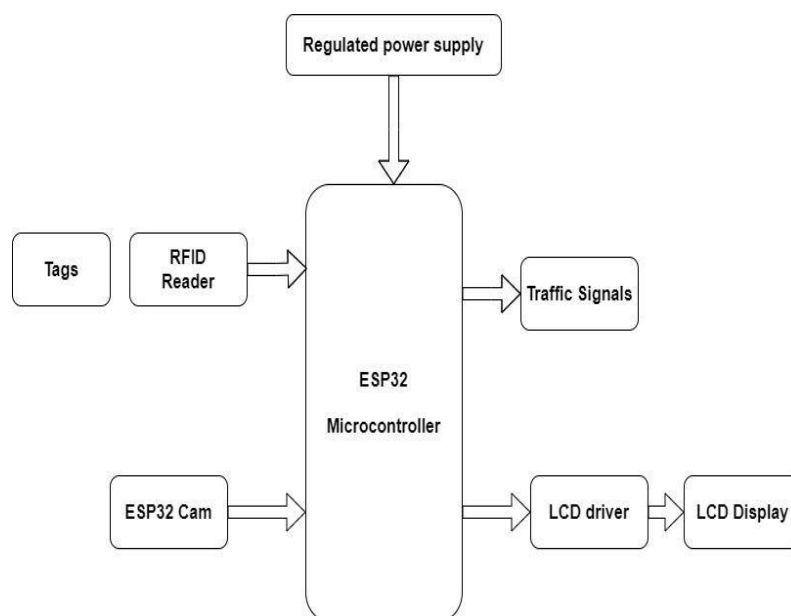 Regulated power supply
Tags
RFID
Reader
Traffic Signals
ESP32
Microcontroller
ESP32 Cam
LCD driver
LCD Display